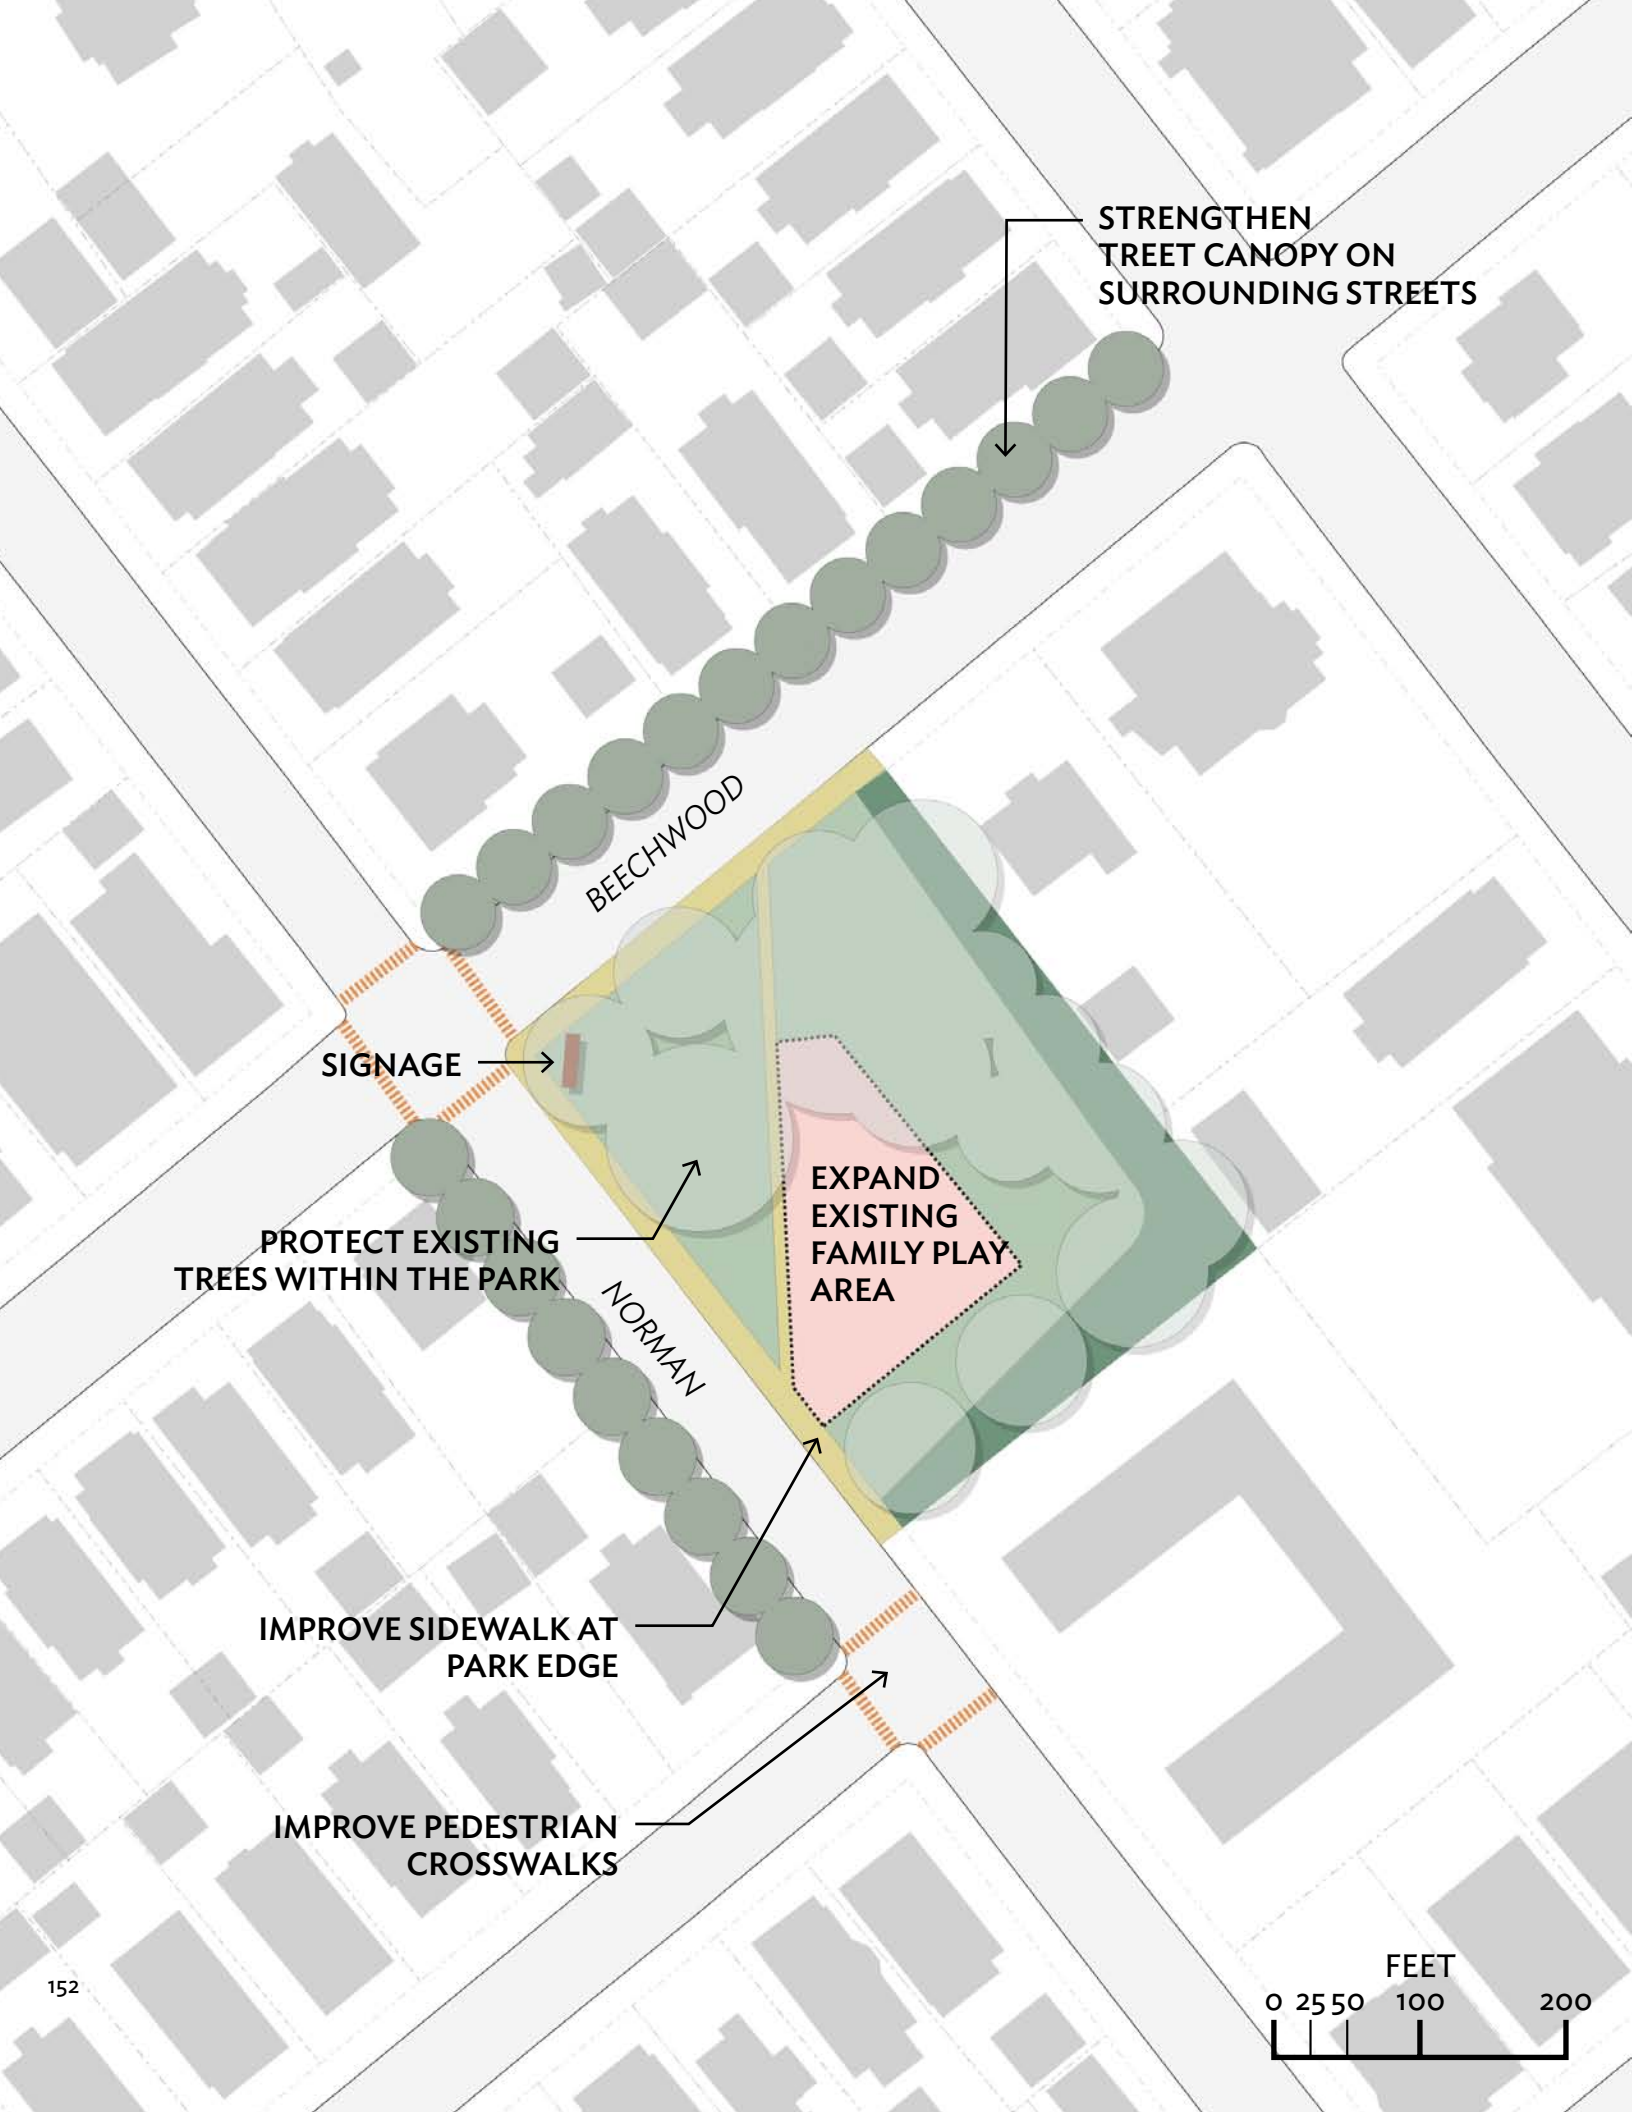 STRENGTHEN
TREET CANOPY ON
SURROUNDING STREETS
BEECHWOOD
SIGNAGE
EXPAND
EXISTING
FAMILY PLAY
AREA
PROTECT EXISTING
TREES WITHIN THE PARK
NORMAN
IMPROVE SIDEWALK AT
PARK EDGE
IMPROVE PEDESTRIAN
CROSSWALKS
FEET
0 25 50 100 200
152